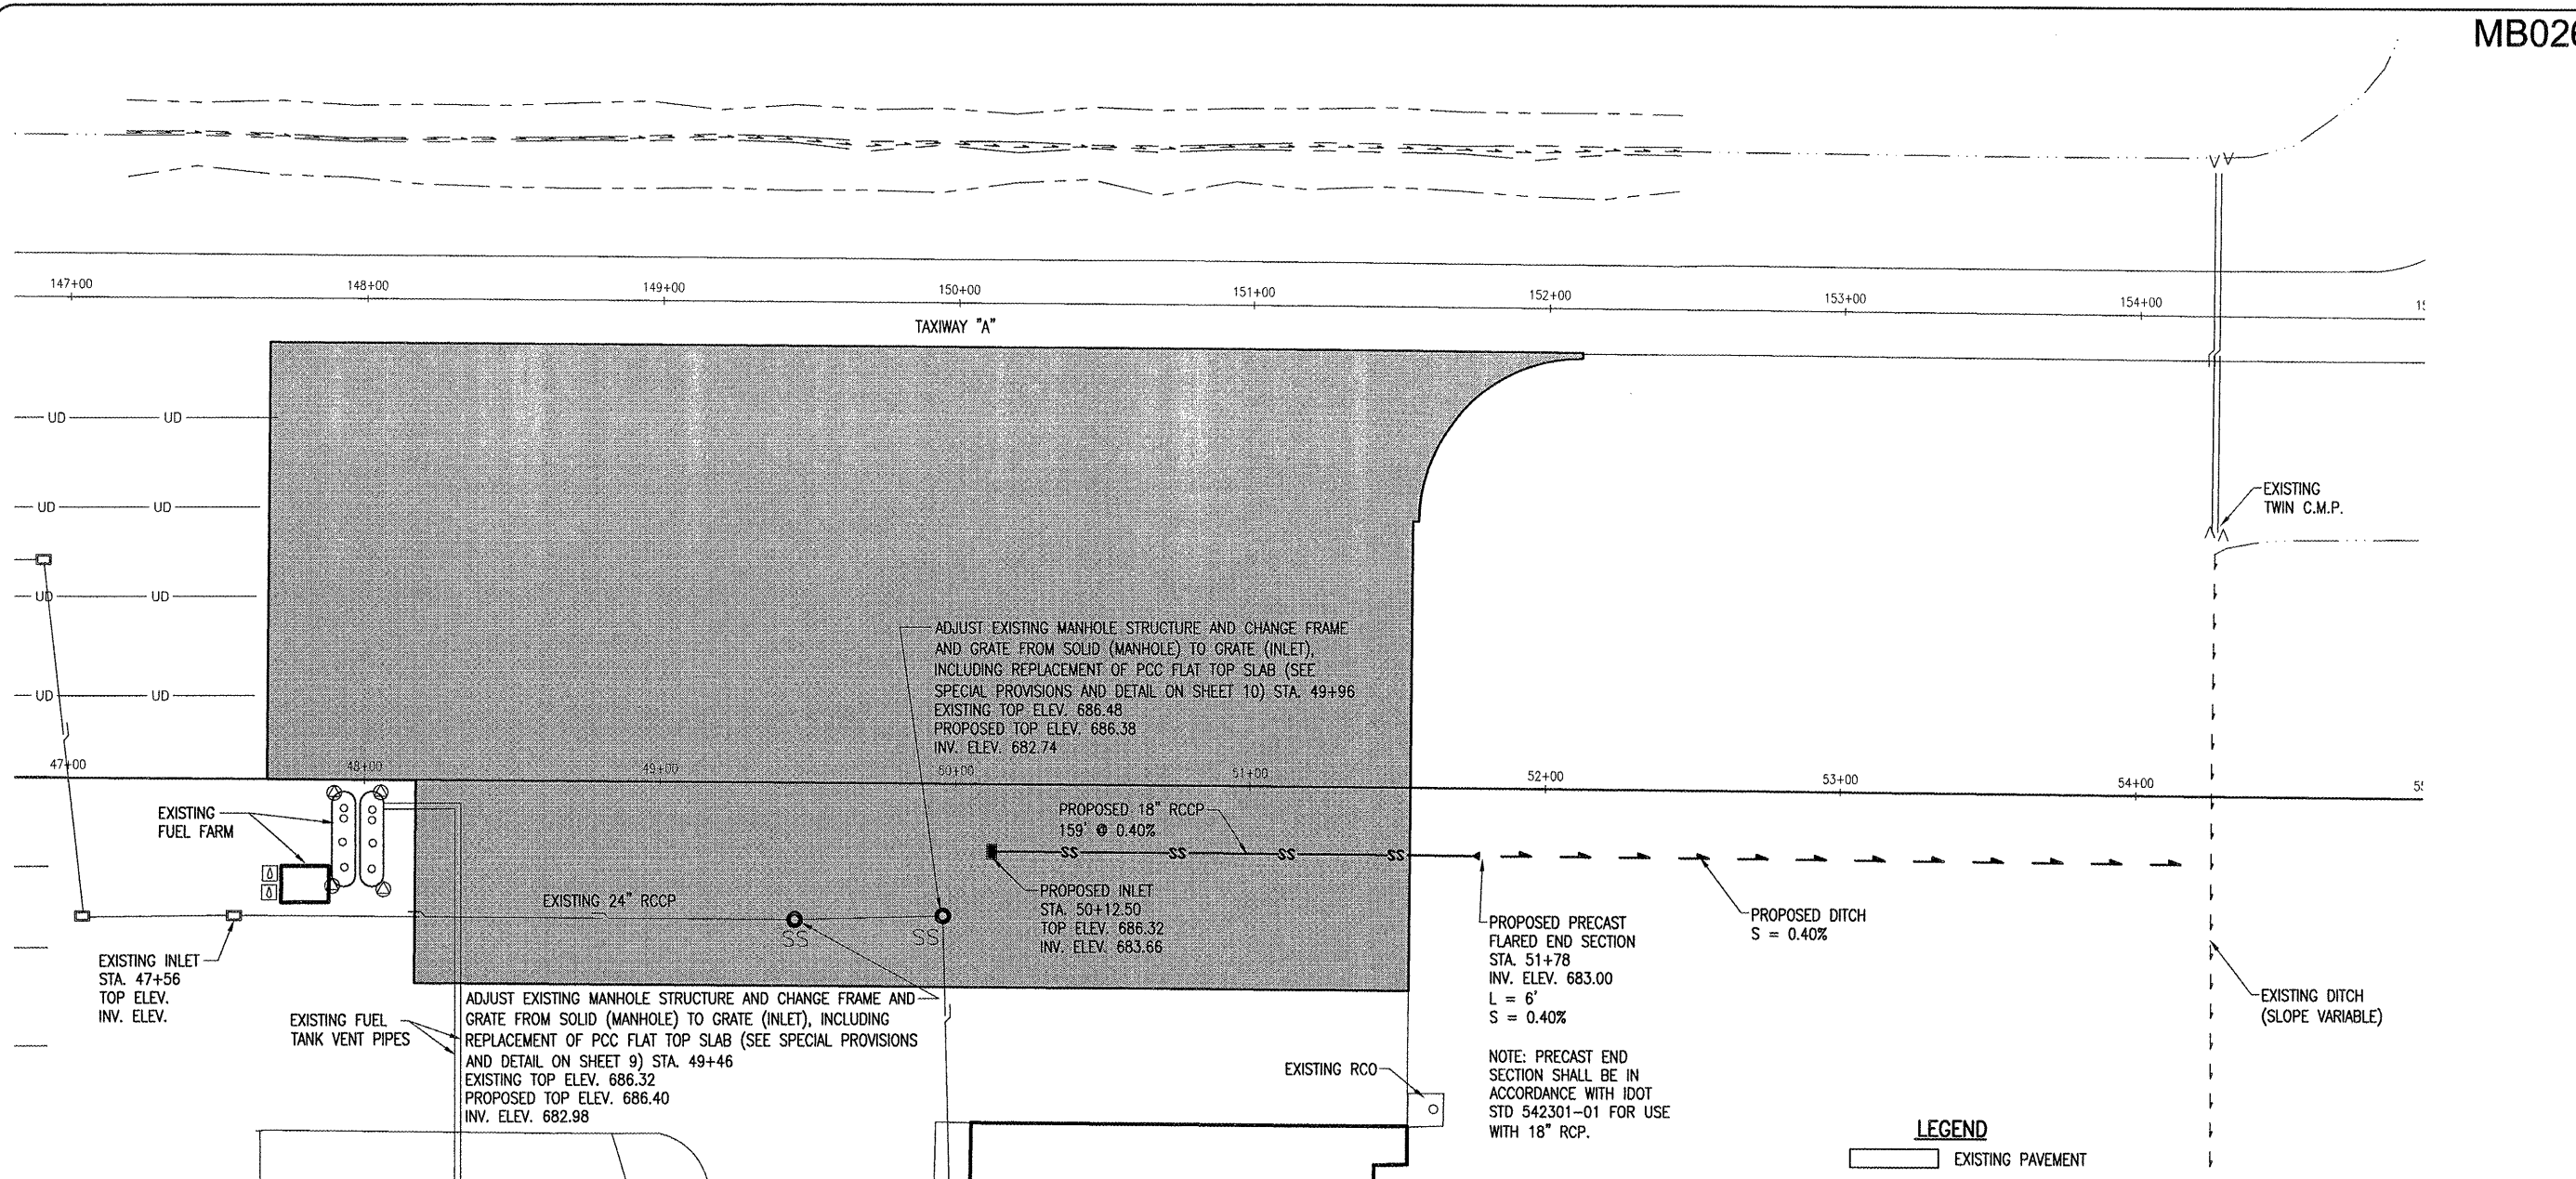 MB026
147+00
148+00
149+00
150+00
151+00
152+00
153+00
154+00
TAXIWAY "A"
UD UD
UD UD
UD UD
UD UD
EXISTING
TWIN C.M.P.
ADJUST EXISTING MANHOLE STRUCTURE AND CHANGE FRAME
AND GRATE FROM SOLID (MANHOLE) TO GRATE (INLET),
INCLUDING REPLACEMENT OF PCC FLAT TOP SLAB (SEE
SPECIAL PROVISIONS AND DETAIL ON SHEET 10) STA. 49+96
EXISTING TOP ELEV. 686.48
PROPOSED TOP ELEV. 686.38
INV. ELEV. 682.74
47+00
48+00
49+00
50+00
51+00
52+00
53+00
54+00
EXISTING
FUEL FARM
PROPOSED 18" RCCP
159' @ 0.40%
SS SS SS SS
EXISTING 24" RCCP
SS
SS
PROPOSED INLET
STA. 50+12.50
TOP ELEV. 686.32
INV. ELEV. 683.66
PROPOSED PRECAST
FLARED END SECTION
STA. 51+78
INV. ELEV. 683.00
L = 6'
S = 0.40%
PROPOSED DITCH
S = 0.40%
EXISTING INLET
STA. 47+56
TOP ELEV.
INV. ELEV.
EXISTING FUEL
TANK VENT PIPES
ADJUST EXISTING MANHOLE STRUCTURE AND CHANGE FRAME AND
GRATE FROM SOLID (MANHOLE) TO GRATE (INLET), INCLUDING
REPLACEMENT OF PCC FLAT TOP SLAB (SEE SPECIAL PROVISIONS
AND DETAIL ON SHEET 9) STA. 49+46
EXISTING TOP ELEV. 686.32
PROPOSED TOP ELEV. 686.40
INV. ELEV. 682.98
EXISTING DITCH
(SLOPE VARIABLE)
EXISTING RCO
NOTE: PRECAST END
SECTION SHALL BE IN
ACCORDANCE WITH IDOT
STD 542301-01 FOR USE
WITH 18" RCP.
LEGEND
EXISTING PAVEMENT